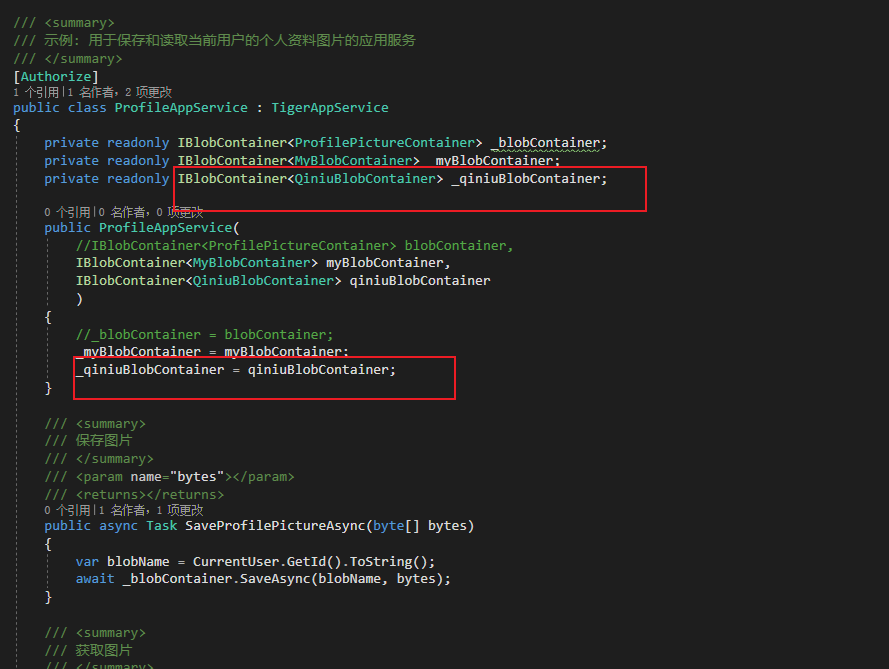 /// <summary>
/// 示例: 用于保存和读取当前用户的个人资料图片的应用服务
/// </summary>
[Authorize]
1 个引用|1 名作者，2 项更改
public class ProfileAppService : TigerAppService
{
private readonly IBlobContainer<ProfilePictureContainer> _blobContainer;
private readonly IBlobContainer<MyBlobContainer> _myBlobContainer;
private readonly IBlobContainer<QiniuBlobContainer> _qiniuBlobContainer;
0 个引用|0 名作者，0 项更改
public ProfileAppService(
//IBlobContainer<ProfilePictureContainer> blobContainer,
IBlobContainer<MyBlobContainer> myBlobContainer,
IBlobContainer<QiniuBlobContainer> qiniuBlobContainer
)
{
//_blobContainer = blobContainer;
_myBlobContainer = myBlobContainer;
_qiniuBlobContainer = qiniuBlobContainer;
}
/// <summary>
/// 保存图片
/// </summary>
/// <param name="bytes"></param>
/// <returns></returns>
0 个引用|1 名作者，1 项更改
public async Task SaveProfilePictureAsync(byte[] bytes)
{
var blobName = CurrentUser.GetId().ToString();
await _blobContainer.SaveAsync(blobName, bytes);
}
/// <summary>
/// 获取图片
/// </summary>